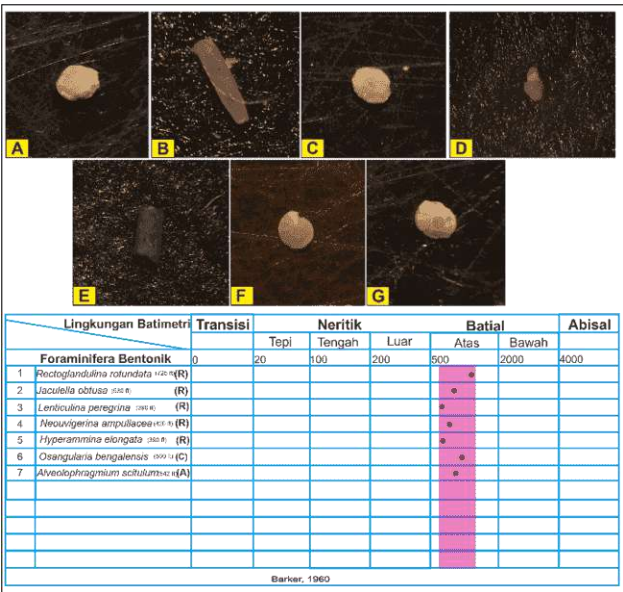 A
B
C
D
E
F
G
Lingkungan Batimetri Transisi Neritik Batial Abisal
Tepi Tengah Luar Atas Bawah
Foraminifera Bentonik 0 20 100 200 500 2000 4000
1 Rectoglandulina rotundata (R)
2 Jaculella obtusa (R)
3 Lenticulina peregrina (R)
4 Neouvigerina ampullacea (R)
5 Hyperammina elongata (R)
6 Osangularia bengalensis (C)
7 Alveolophragmium scitulum (A)
Barker, 1960